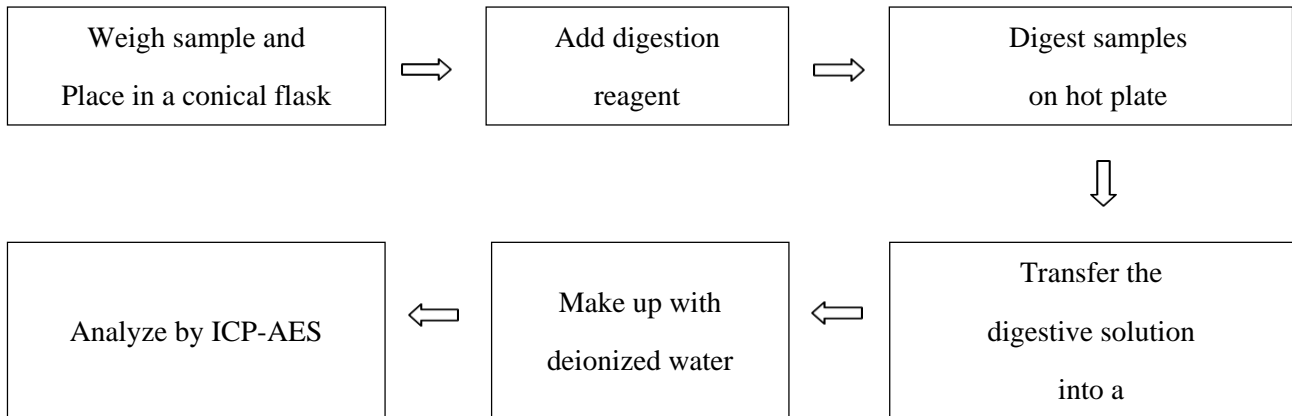 Weigh sample and
Place in a conical flask
Add digestion
reagent
Digest samples
on hot plate
Transfer the
digestive solution
into a
Make up with
deionized water
Analyze by ICP-AES